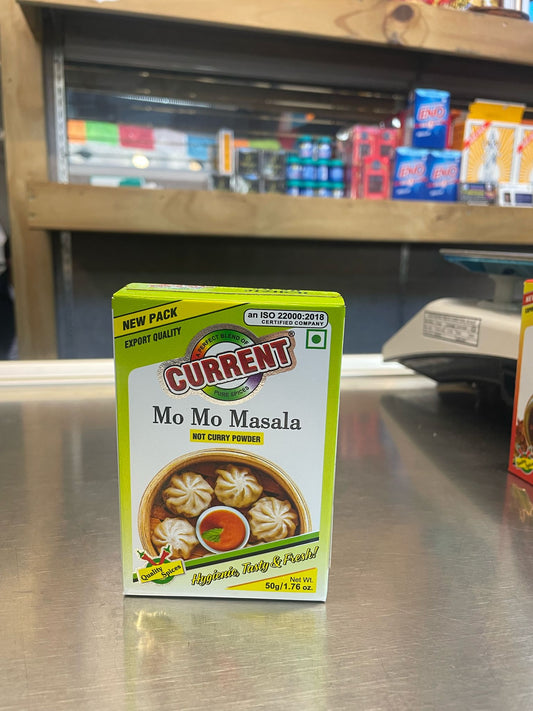 NEW PACK
EXPORT QUALITY
an ISO 22000:2018
CERTIFIED COMPANY
PERFECT BLEND OF
CURRENT
PURE SPICES
Mo Mo Masala
NOT CURRY POWDER
Quality
Spices
Hygienic, Tasty & Fresh!
Net Wt.
50g/1.76 oz.
ENO
ENO
ENO